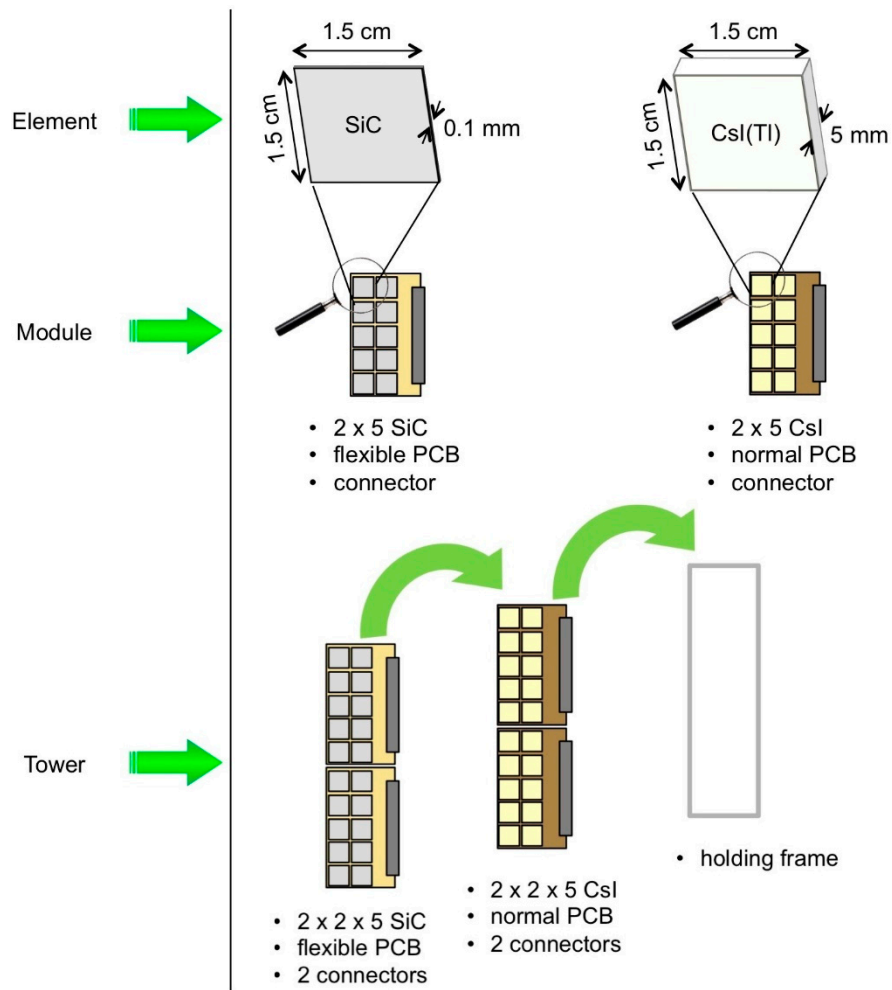 1.5 cm
1.5 cm
Element
1.5 cm
SiC
0.1 mm
1.5 cm
CsI(Tl)
5 mm
Module
• 2 x 5 SiC
• flexible PCB
• connector
• 2 x 5 CsI
• normal PCB
• connector
Tower
• holding frame
• 2 x 2 x 5 CsI
• normal PCB
• 2 connectors
• 2 x 2 x 5 SiC
• flexible PCB
• 2 connectors